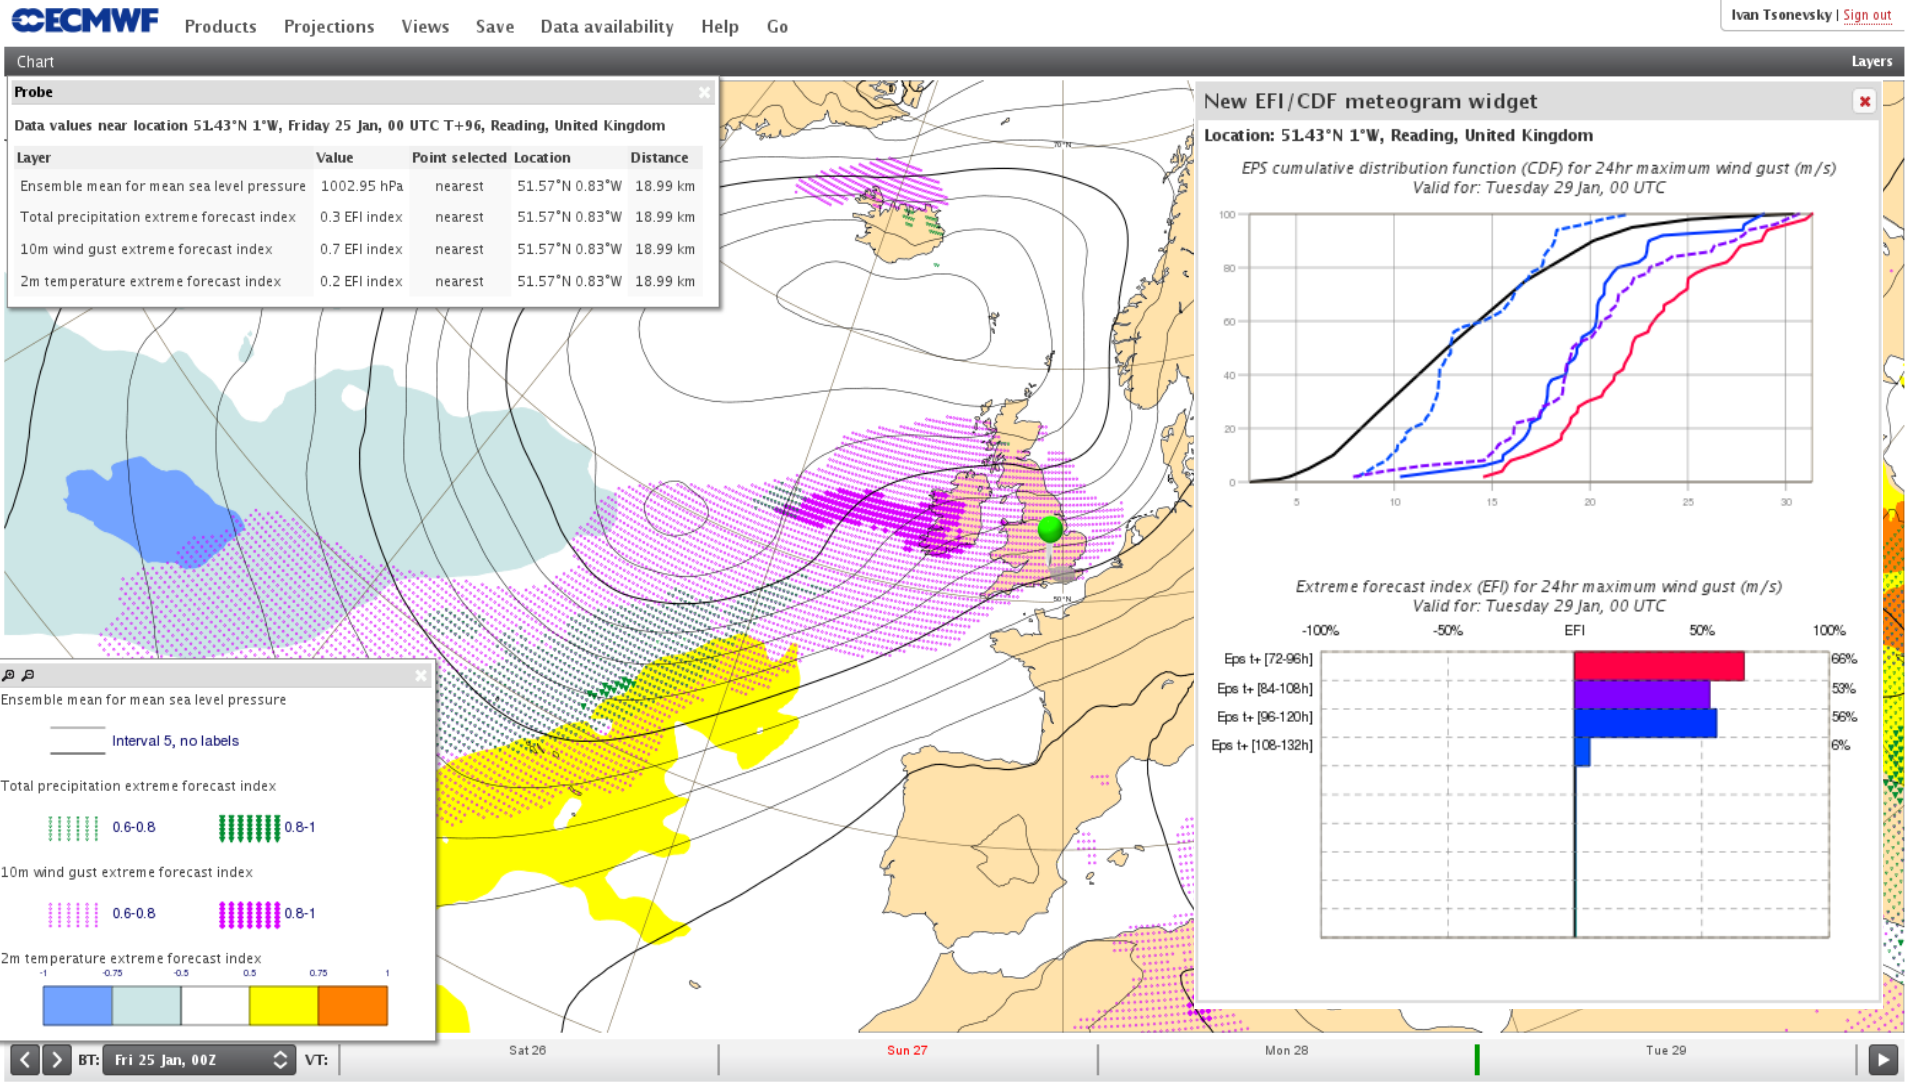 ECMWF
Products Projections Views Save Data availability Help Go
Ivan Tsonevsky | Sign out
Chart
Layers
Probe
Data values near location 51.43°N 1°W, Friday 25 Jan, 00 UTC T+96, Reading, United Kingdom
Layer Value Point selected Location Distance
Ensemble mean for mean sea level pressure 1002.95 hPa nearest 51.57°N 0.83°W 18.99 km
Total precipitation extreme forecast index 0.3 EFI index nearest 51.57°N 0.83°W 18.99 km
10m wind gust extreme forecast index 0.7 EFI index nearest 51.57°N 0.83°W 18.99 km
2m temperature extreme forecast index 0.2 EFI index nearest 51.57°N 0.83°W 18.99 km
70°N
50°N
Ensemble mean for mean sea level pressure
Interval 5, no labels
Total precipitation extreme forecast index
0.6-0.8 0.8-1
10m wind gust extreme forecast index
0.6-0.8 0.8-1
2m temperature extreme forecast index
-1 -0.75 -0.5 0.5 0.75 1
New EFI/CDF meteogram widget
Location: 51.43°N 1°W, Reading, United Kingdom
EPS cumulative distribution function (CDF) for 24hr maximum wind gust (m/s)
Valid for: Tuesday 29 Jan, 00 UTC
100
80
60
40
20
0
5 10 15 20 25 30
Extreme forecast index (EFI) for 24hr maximum wind gust (m/s)
Valid for: Tuesday 29 Jan, 00 UTC
-100% -50% EFI 50% 100%
Eps t+ [72-96h] 66%
Eps t+ [84-108h] 53%
Eps t+ [96-120h] 56%
Eps t+ [108-132h] 6%
BT: Fri 25 Jan, 00Z VT: Sat 26 Sun 27 Mon 28 Tue 29